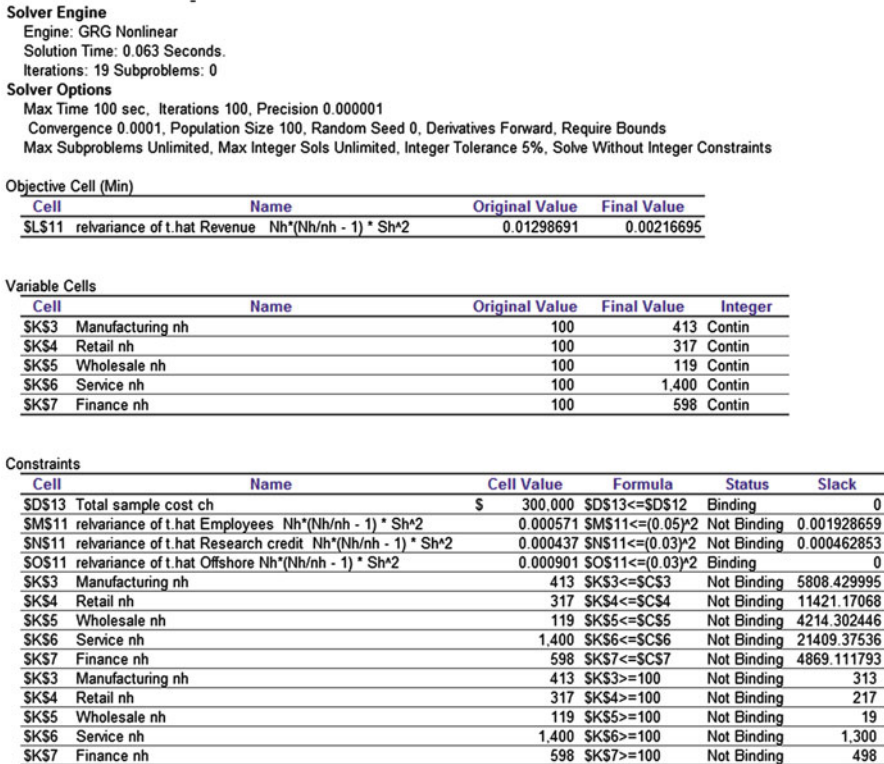 Solver Engine
Engine: GRG Nonlinear
Solution Time: 0.063 Seconds.
Iterations: 19 Subproblems: 0
Solver Options
Max Time 100 sec, Iterations 100, Precision 0.000001
Convergence 0.0001, Population Size 100, Random Seed 0, Derivatives Forward, Require Bounds
Max Subproblems Unlimited, Max Integer Sols Unlimited, Integer Tolerance 5%, Solve Without Integer Constraints
Objective Cell (Min)
Cell Name Original Value Final Value
$L$11 relvariance of t.hat Revenue Nh*(Nh/nh - 1) * Sh^2 0.01298691 0.00216695
Variable Cells
Cell Name Original Value Final Value Integer
$K$3 Manufacturing nh 100 413 Contin
$K$4 Retail nh 100 317 Contin
$K$5 Wholesale nh 100 119 Contin
$K$6 Service nh 100 1,400 Contin
$K$7 Finance nh 100 598 Contin
Constraints
Cell Name Cell Value Formula Status Slack
$D$13 Total sample cost ch $ 300,000 $D$13<=$D$12 Binding 0
$M$11 relvariance of t.hat Employees Nh*(Nh/nh - 1) * Sh^2 0.000571 $M$11<=(0.05)^2 Not Binding 0.001928659
$N$11 relvariance of t.hat Research credit Nh*(Nh/nh - 1) * Sh^2 0.000437 $N$11<=(0.03)^2 Not Binding 0.000462853
$O$11 relvariance of t.hat Offshore Nh*(Nh/nh - 1) * Sh^2 0.000901 $O$11<=(0.03)^2 Binding 0
$K$3 Manufacturing nh 413 $K$3<=$C$3 Not Binding 5808.429995
$K$4 Retail nh 317 $K$4<=$C$4 Not Binding 11421.17068
$K$5 Wholesale nh 119 $K$5<=$C$5 Not Binding 4214.302446
$K$6 Service nh 1,400 $K$6<=$C$6 Not Binding 21409.37536
$K$7 Finance nh 598 $K$7<=$C$7 Not Binding 4869.111793
$K$3 Manufacturing nh 413 $K$3>=100 Not Binding 313
$K$4 Retail nh 317 $K$4>=100 Not Binding 217
$K$5 Wholesale nh 119 $K$5>=100 Not Binding 19
$K$6 Service nh 1,400 $K$6>=100 Not Binding 1,300
$K$7 Finance nh 598 $K$7>=100 Not Binding 498